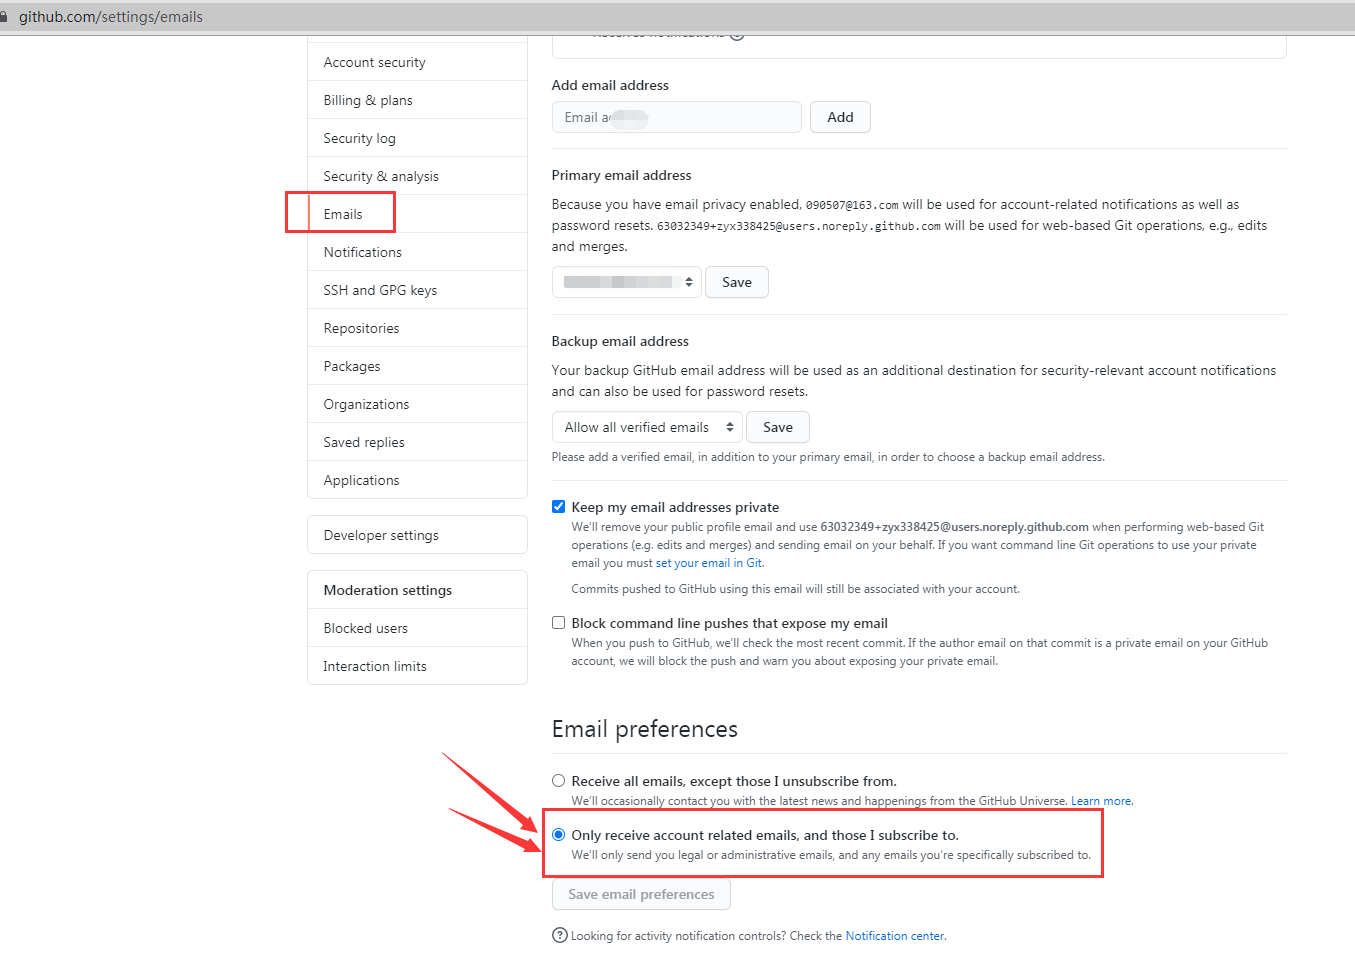 github.com/settings/emails
Account security
Billing & plans
Security log
Security & analysis
Emails
Notifications
SSH and GPG keys
Repositories
Packages
Organizations
Saved replies
Applications
Developer settings
Moderation settings
Blocked users
Interaction limits
Add email address
Email
Add
Primary email address
Because you have email privacy enabled, 090507@163.com will be used for account-related notifications as well as
password resets. 63032349+zyx338425@users.noreply.github.com will be used for web-based Git operations, e.g., edits
and merges.
Save
Backup email address
Your backup GitHub email address will be used as an additional destination for security-relevant account notifications
and can also be used for password resets.
Allow all verified emails
Save
Please add a verified email, in addition to your primary email, in order to choose a backup email address.
Keep my email addresses private
We'll remove your public profile email and use 63032349+zyx338425@users.noreply.github.com when performing web-based Git
operations (e.g. edits and merges) and sending email on your behalf. If you want command line Git operations to use your private
email you must set your email in Git.
Commits pushed to GitHub using this email will still be associated with your account.
Block command line pushes that expose my email
When you push to GitHub, we'll check the most recent commit. If the author email on that commit is a private email on your GitHub
account, we will block the push and warn you about exposing your private email.
Email preferences
Receive all emails, except those I unsubscribe from.
We'll occasionally contact you with the latest news and happenings from the GitHub Universe. Learn more.
Only receive account related emails, and those I subscribe to.
We'll only send you legal or administrative emails, and any emails you're specifically subscribed to.
Save email preferences
Looking for activity notification controls? Check the Notification center.